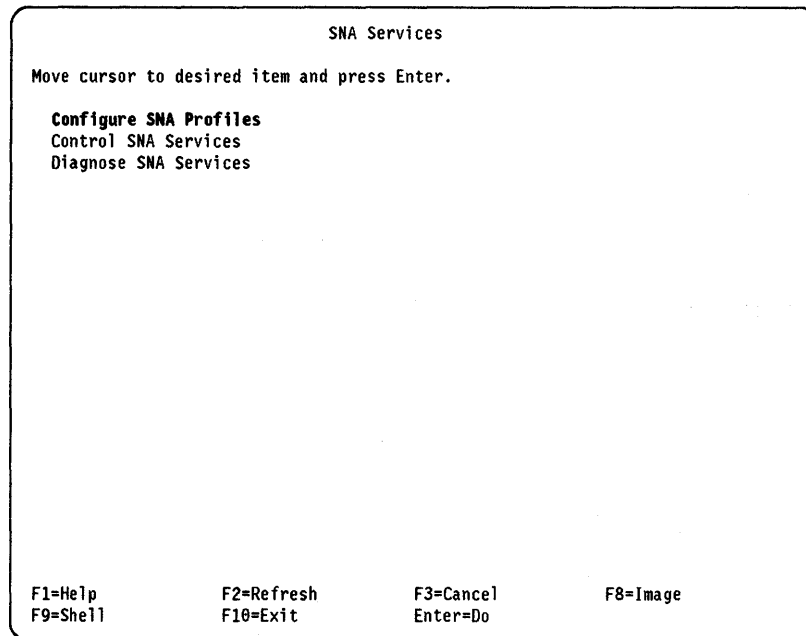 SNA Services
Move cursor to desired item and press Enter.
Configure SNA Profiles
Control SNA Services
Diagnose SNA Services
F1=Help F2=Refresh F3=Cancel F8=Image
F9=Shell F10=Exit Enter=Do